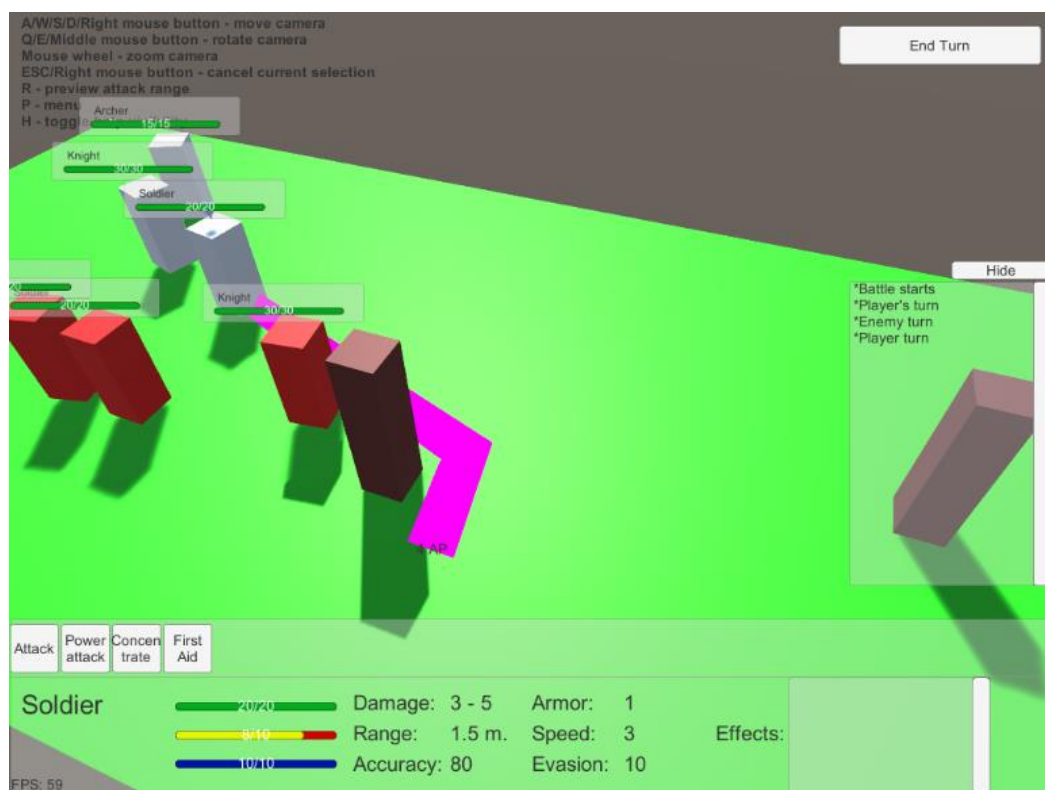 A/W/S/D/Right mouse button - move camera
Q/E/Middle mouse button - rotate camera
Mouse wheel - zoom camera
ESC/Right mouse button - cancel current selection
R - preview attack range
P - menu
H - toggle
End Turn
Archer
15/15
Knight
30/30
Soldier
20/20
20
Soldier
20/20
Knight
30/30
Hide
*Battle starts
*Player's turn
*Enemy turn
*Player turn
4 AP
Attack
Power attack
Concen trate
First Aid
Soldier
20/20
Damage: 3 - 5
Armor: 1
8/10
Range: 1.5 m.
Speed: 3
Effects:
10/10
Accuracy: 80
Evasion: 10
FPS: 59